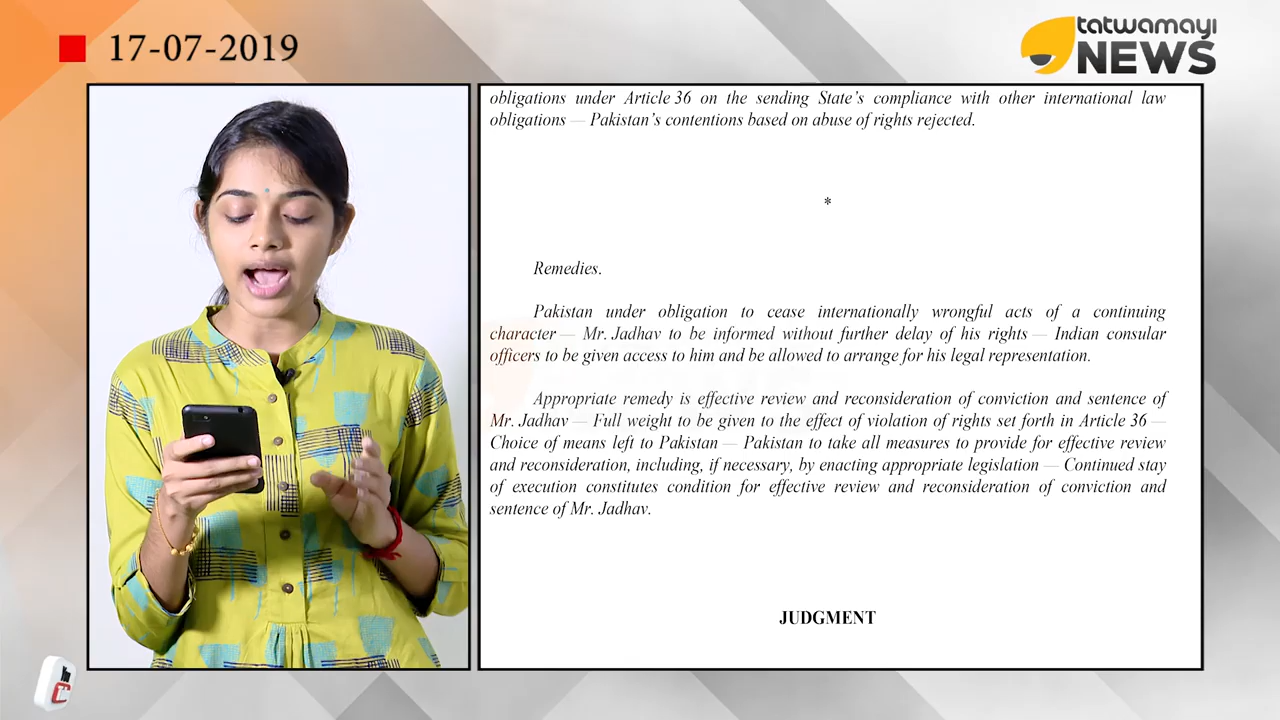 17-07-2019
tatwamayi
NEWS
obligations under Article 36 on the sending State's compliance with other international law
obligations — Pakistan's contentions based on abuse of rights rejected.
*
Remedies.
Pakistan under obligation to cease internationally wrongful acts of a continuing
character — Mr. Jadhav to be informed without further delay of his rights — Indian consular
officers to be given access to him and be allowed to arrange for his legal representation.
Appropriate remedy is effective review and reconsideration of conviction and sentence of
Mr. Jadhav — Full weight to be given to the effect of violation of rights set forth in Article 36 —
Choice of means left to Pakistan — Pakistan to take all measures to provide for effective review
and reconsideration, including, if necessary, by enacting appropriate legislation — Continued stay
of execution constitutes condition for effective review and reconsideration of conviction and
sentence of Mr. Jadhav.
JUDGMENT